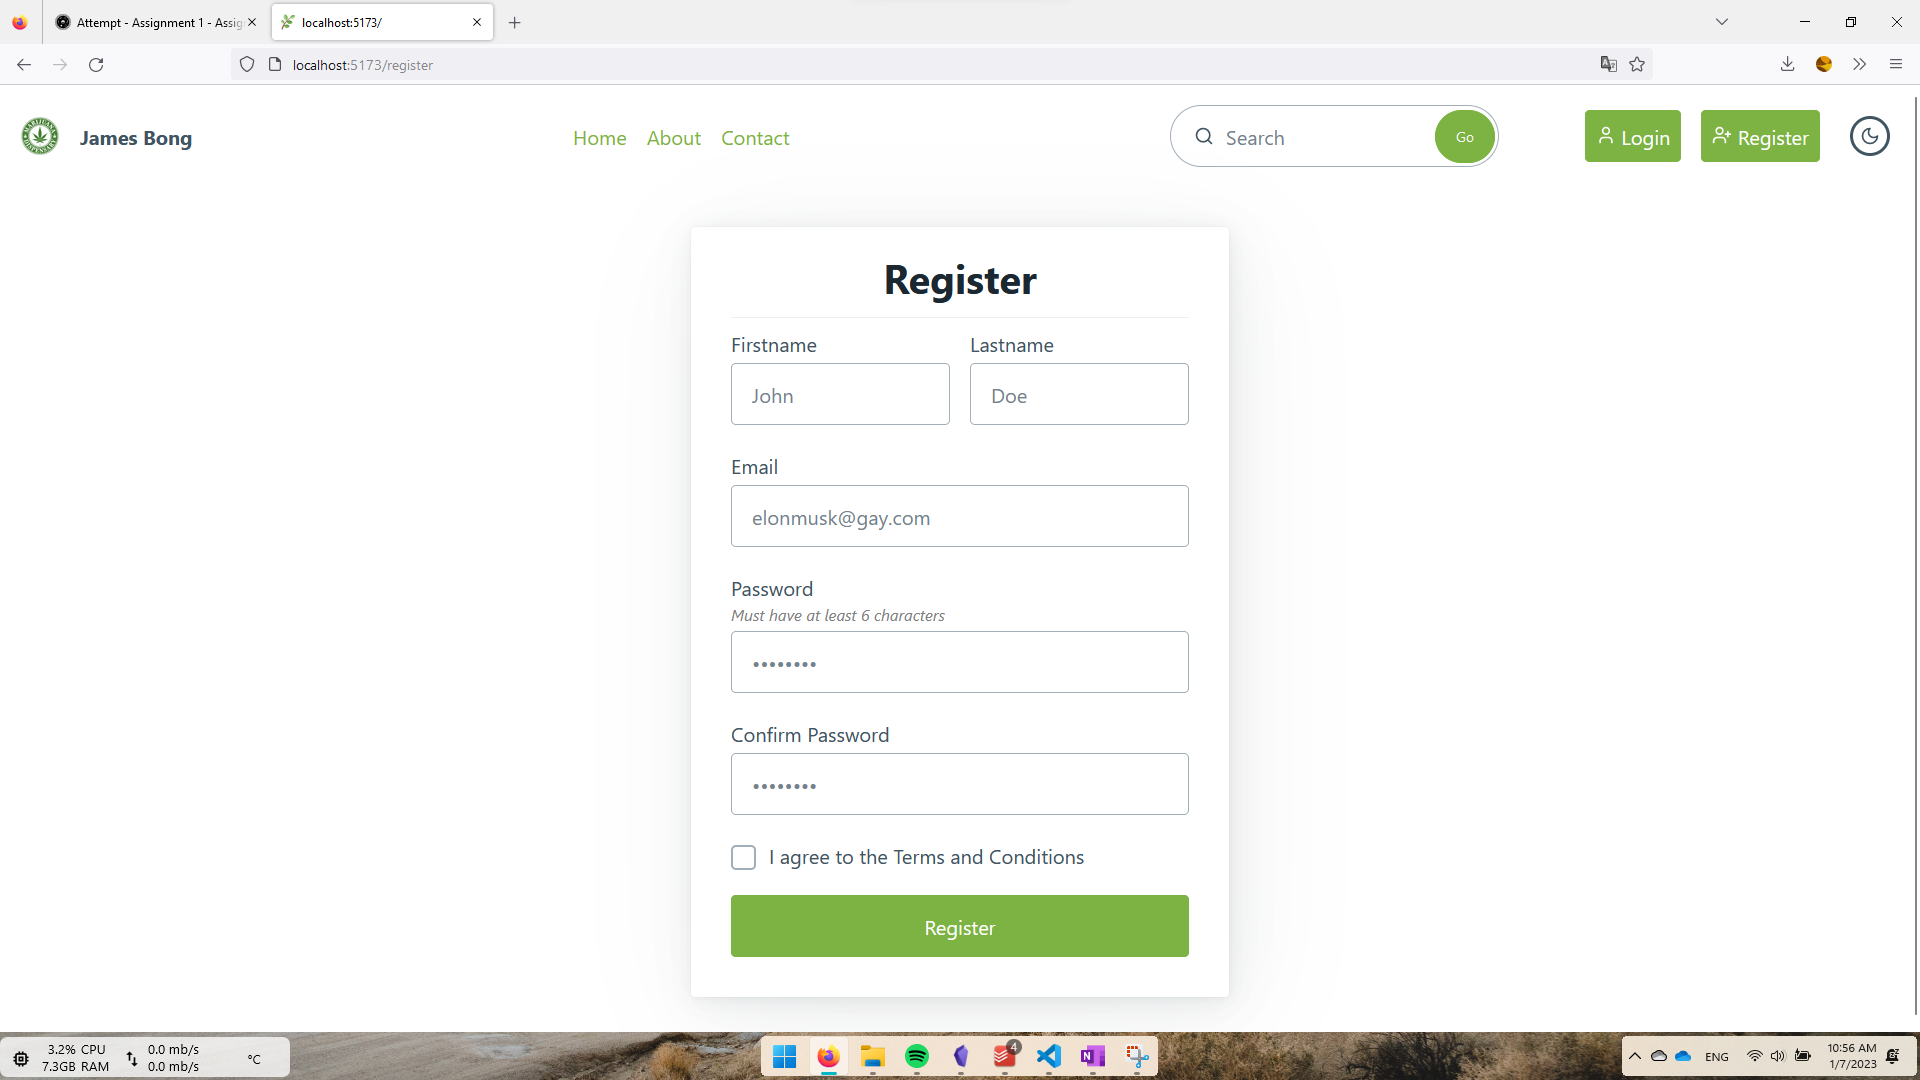 Attempt - Assignment 1 - Assig
localhost:5173/
localhost:5173/register
MARIJUANA
DISPENSARY
James Bong
Home About Contact
Search
Go
Login
Register
Register
Firstname Lastname
John Doe
Email
elonmusk@gay.com
Password
Must have at least 6 characters
••••••••
Confirm Password
••••••••
I agree to the Terms and Conditions
Register
3.2% CPU 0.0 mb/s
7.3GB RAM 0.0 mb/s
°C
4
ENG
10:56 AM
1/7/2023